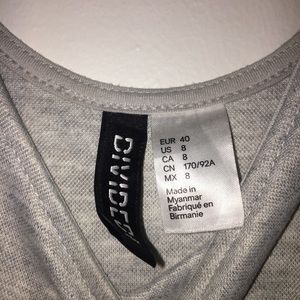 DIVIDED
EUR 40
US 8
CA 8
CN 170/92A
MX 8
Made in
Myanmar
Fabriqué en
Birmanie